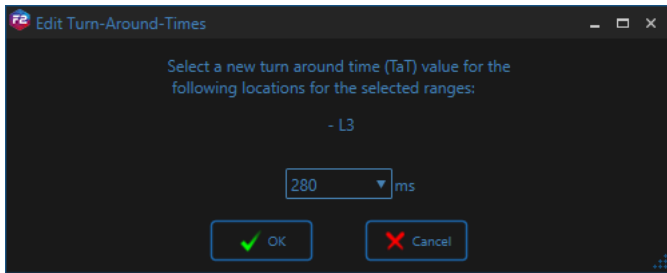 F2 Edit Turn-Around-Times
Select a new turn around time (TaT) value for the
following locations for the selected ranges:
- L3
280 ms
OK Cancel